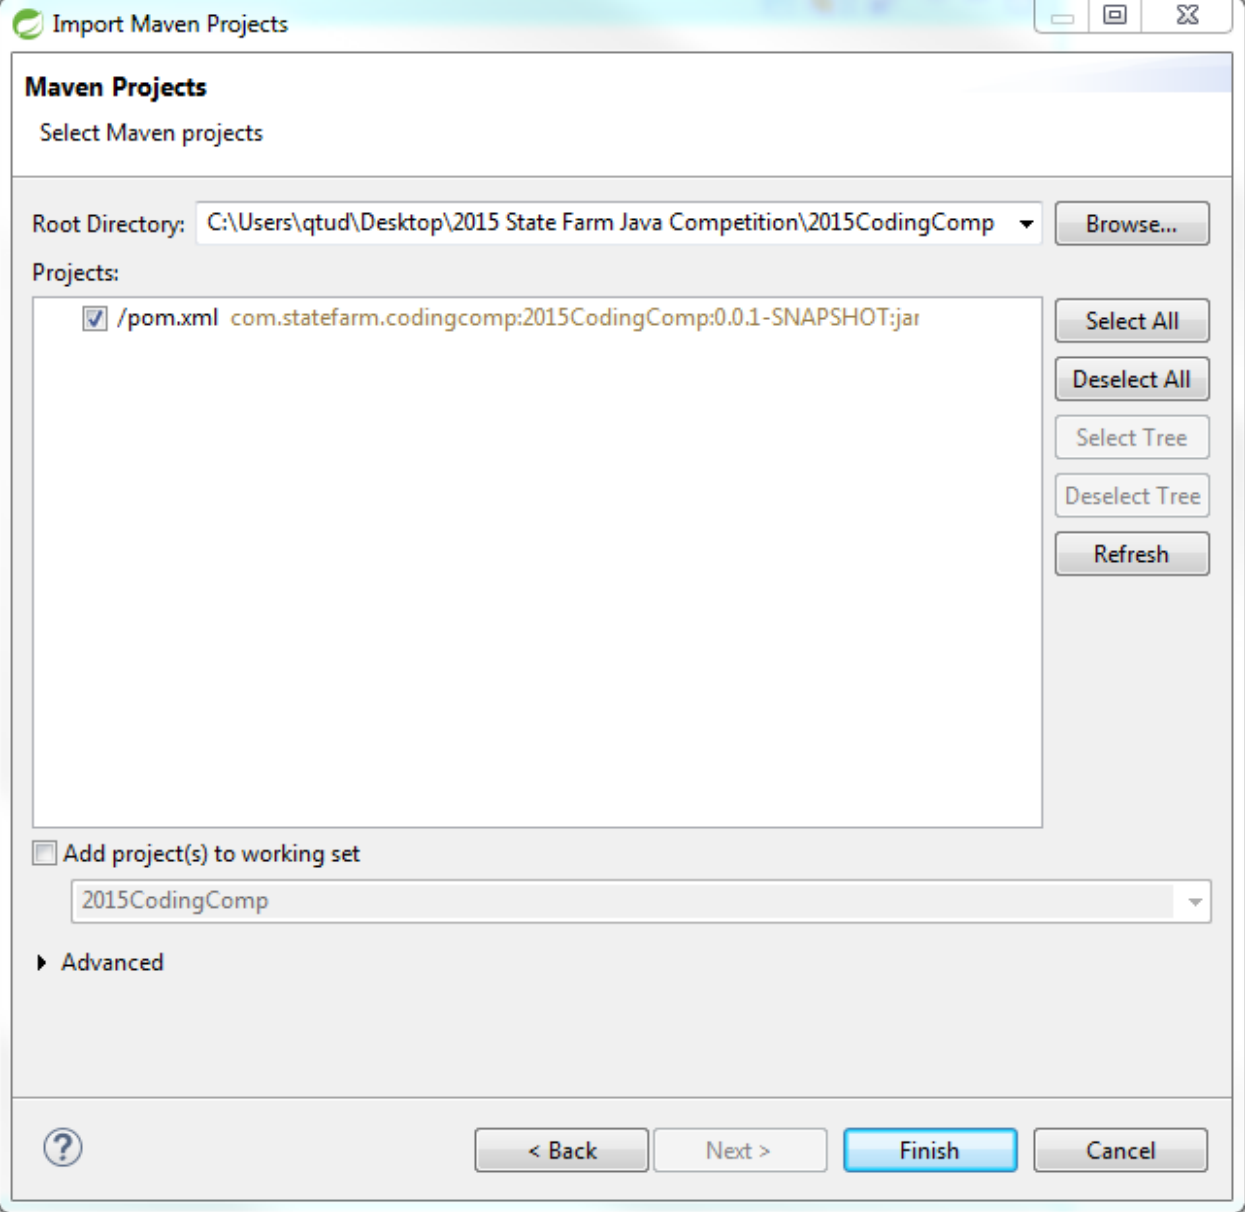 Import Maven Projects
Maven Projects
Select Maven projects
Root Directory: C:\Users\qtud\Desktop\2015 State Farm Java Competition\2015CodingComp Browse...
Projects:
/pom.xml com.statefarm.codingcomp:2015CodingComp:0.0.1-SNAPSHOT:jar
Select All
Deselect All
Select Tree
Deselect Tree
Refresh
Add project(s) to working set
2015CodingComp
Advanced
? < Back Next > Finish Cancel